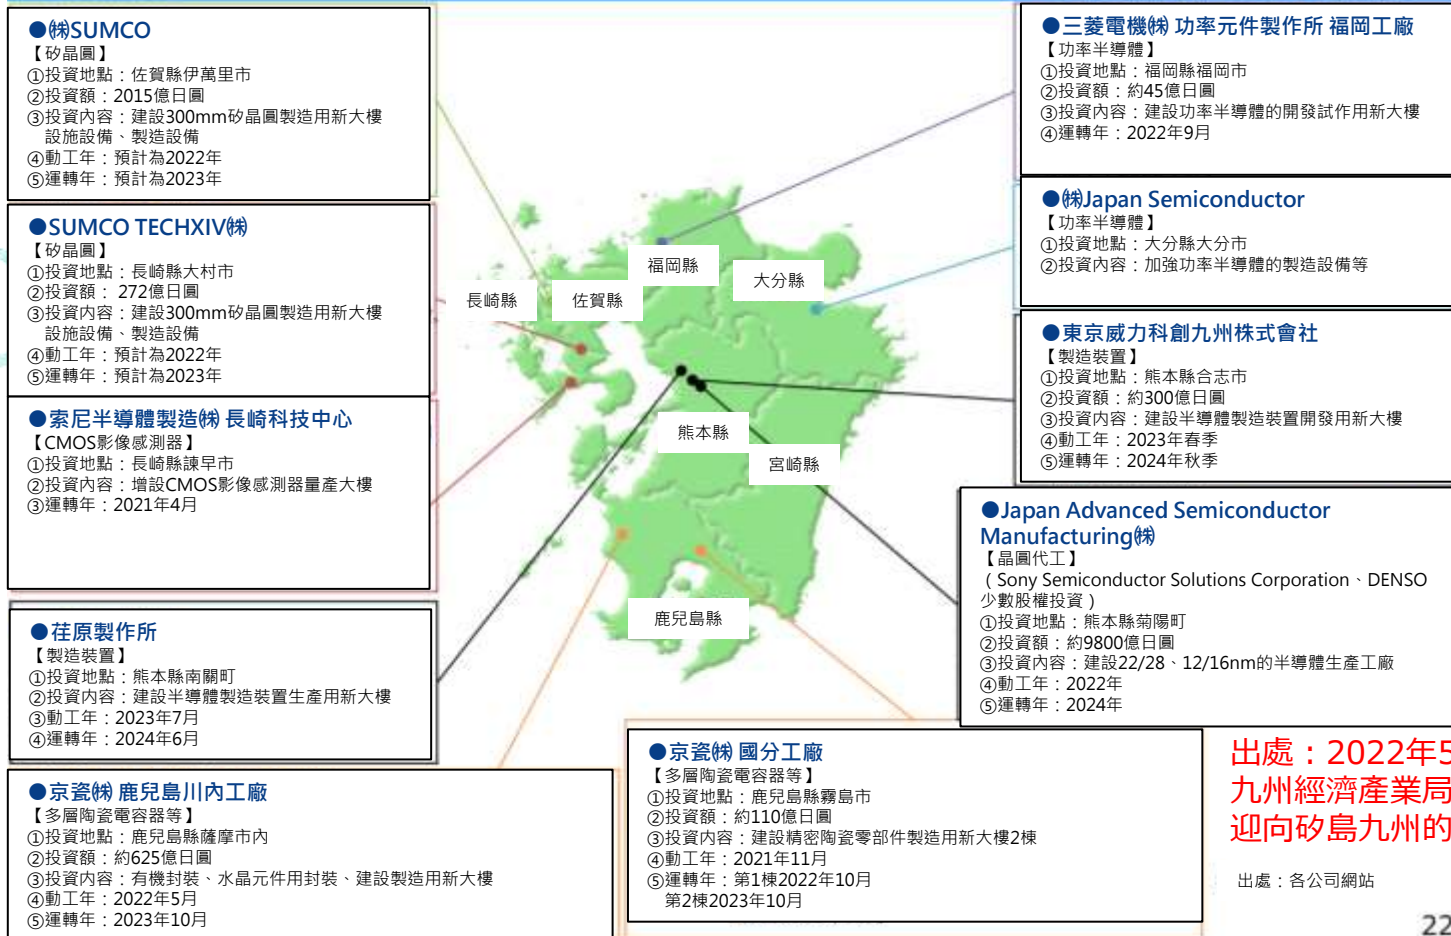 ●㈱SUMCO
【矽晶圓】
①投資地點：佐賀縣伊萬里市
②投資額：2015億日圓
③投資內容：建設300mm矽晶圓製造用新大樓
設施設備、製造設備
④動工年：預計為2022年
⑤運轉年：預計為2023年
●SUMCO TECHXIV㈱
【矽晶圓】
①投資地點：長崎縣大村市
②投資額： 272億日圓
③投資內容：建設300mm矽晶圓製造用新大樓
設施設備、製造設備
④動工年：預計為2022年
⑤運轉年：預計為2023年
●索尼半導體製造㈱ 長崎科技中心
【CMOS影像感測器】
①投資地點：長崎縣諫早市
②投資內容：增設CMOS影像感測器量產大樓
③運轉年：2021年4月
●荏原製作所
【製造裝置】
①投資地點：熊本縣南關町
②投資內容：建設半導體製造裝置生產用新大樓
③動工年：2023年7月
④運轉年：2024年6月
●京瓷㈱ 鹿兒島川內工廠
【多層陶瓷電容器等】
①投資地點：鹿兒島縣薩摩市內
②投資額：約625億日圓
③投資內容：有機封裝、水晶元件用封裝、建設製造用新大樓
④動工年：2022年5月
⑤運轉年：2023年10月
福岡縣
大分縣
長崎縣
佐賀縣
熊本縣
宮崎縣
鹿兒島縣
●京瓷㈱ 國分工廠
【多層陶瓷電容器等】
①投資地點：鹿兒島縣霧島市
②投資額：約110億日圓
③投資內容：建設精密陶瓷零部件製造用新大樓2棟
④動工年：2021年11月
⑤運轉年：第1棟2022年10月
第2棟2023年10月
●三菱電機㈱ 功率元件製作所 福岡工廠
【功率半導體】
①投資地點：福岡縣福岡市
②投資額：約45億日圓
③投資內容：建設功率半導體的開發試作用新大樓
④運轉年：2022年9月
●㈱Japan Semiconductor
【功率半導體】
①投資地點：大分縣大分市
②投資內容：加強功率半導體的製造設備等
●東京威力科創九州株式會社
【製造裝置】
①投資地點：熊本縣合志市
②投資額：約300億日圓
③投資內容：建設半導體製造裝置開發用新大樓
④動工年：2023年春季
⑤運轉年：2024年秋季
●Japan Advanced Semiconductor
Manufacturing㈱
【晶圓代工】
（Sony Semiconductor Solutions Corporation、DENSO
少數股權投資）
①投資地點：熊本縣菊陽町
②投資額：約9800億日圓
③投資內容：建設22/28、12/16nm的半導體生產工廠
④動工年：2022年
⑤運轉年：2024年
出處：2022年5
九州經濟產業局
迎向矽島九州的
出處：各公司網站
22